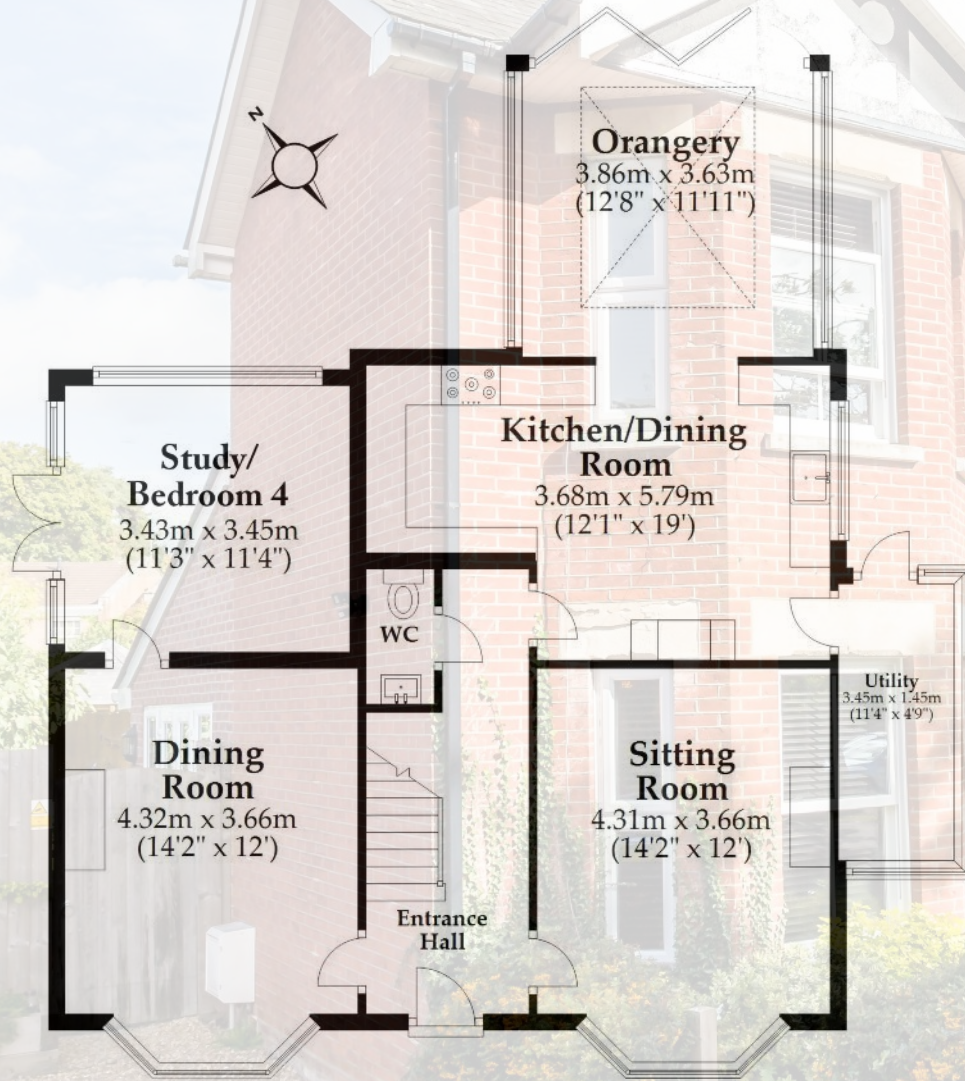 N
Orangery
3.86m x 3.63m
(12'8" x 11'11")
Kitchen/Dining
Room
3.68m x 5.79m
(12'1" x 19')
Study/
Bedroom 4
3.43m x 3.45m
(11'3" x 11'4")
WC
Utility
3.45m x 1.45m
(11'4" x 4'9")
Dining
Room
4.32m x 3.66m
(14'2" x 12')
Sitting
Room
4.31m x 3.66m
(14'2" x 12')
Entrance
Hall